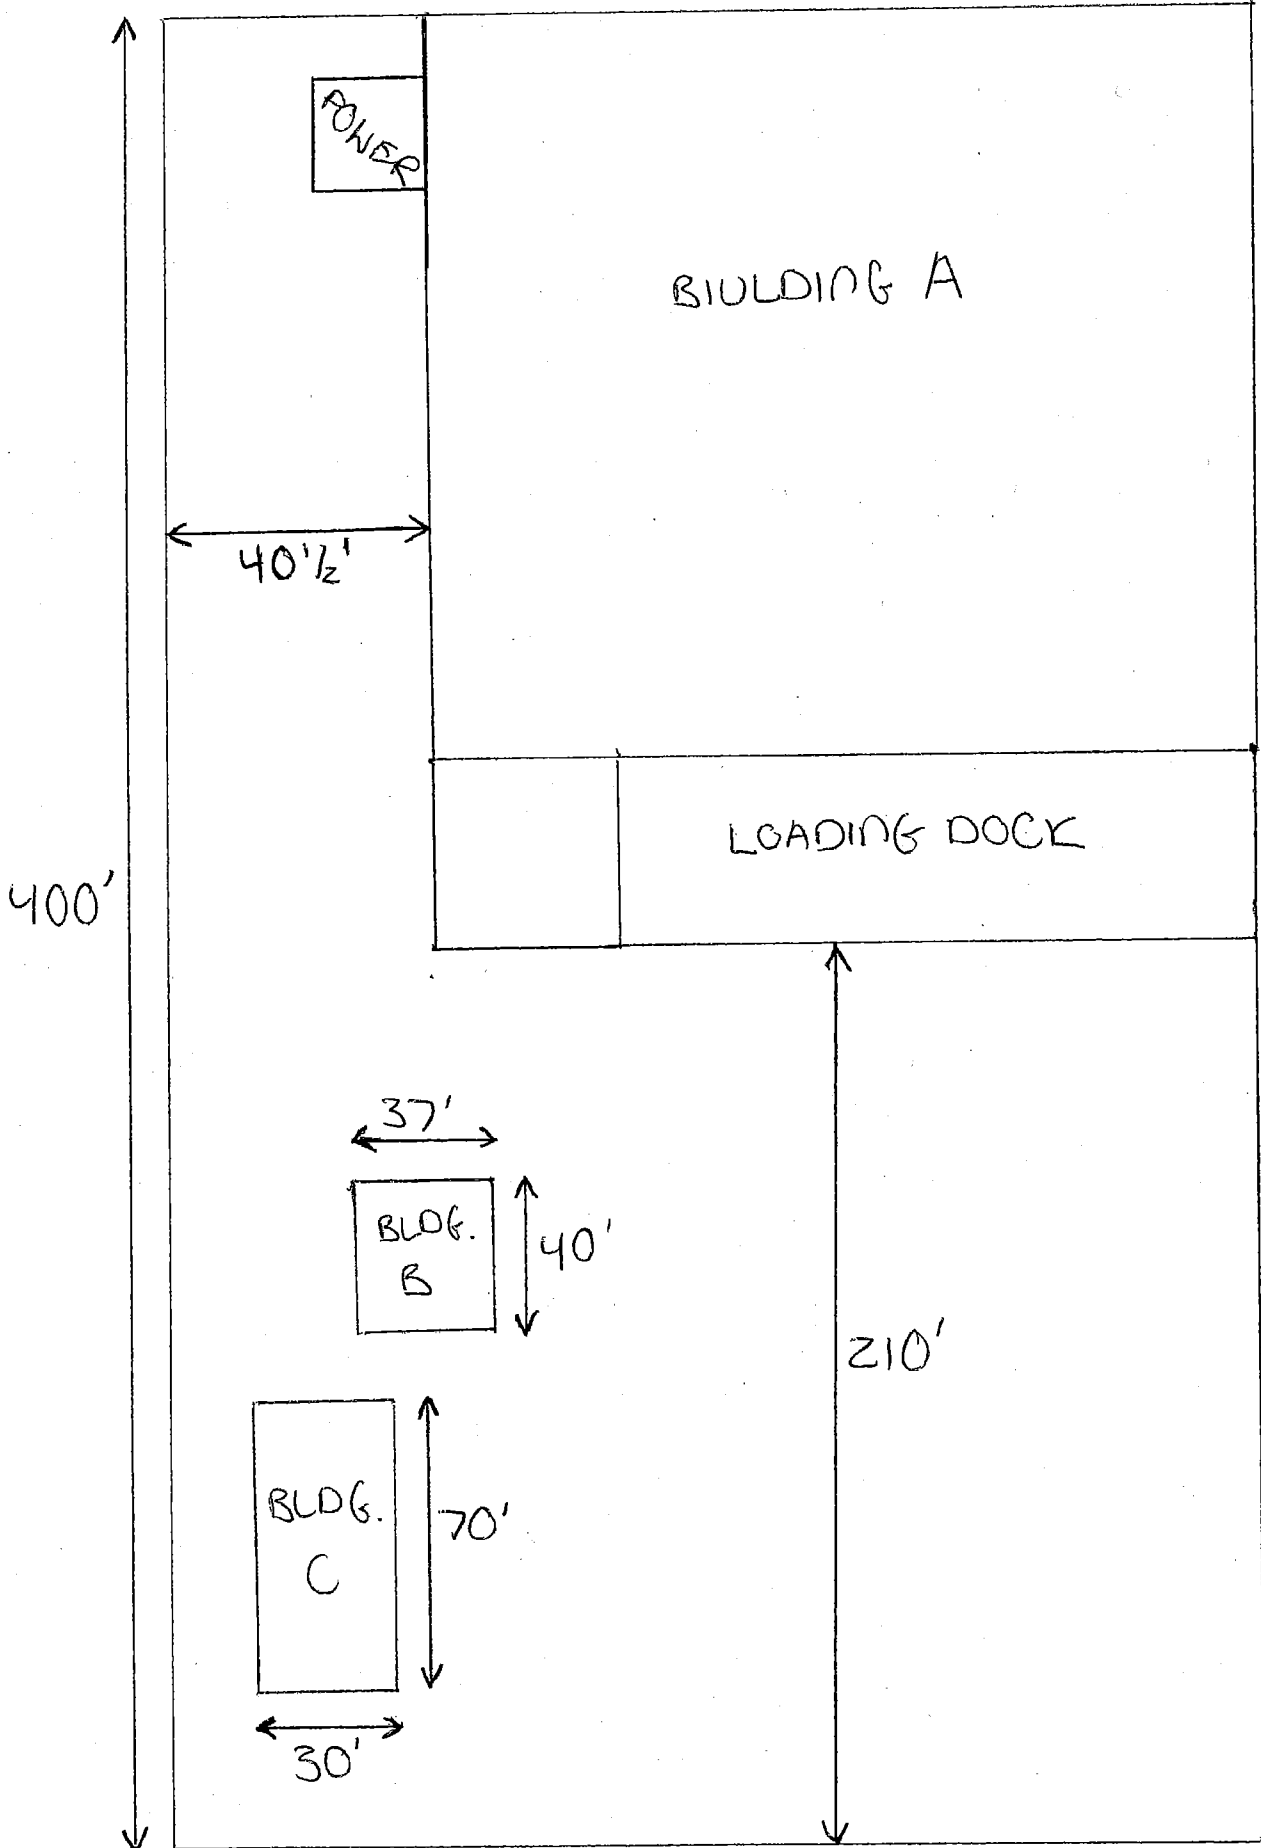 POWER
BIULDING A
40'½'
LOADING DOCK
400'
37'
BLDG.
B
40'
210'
BLDG.
C
70'
30'